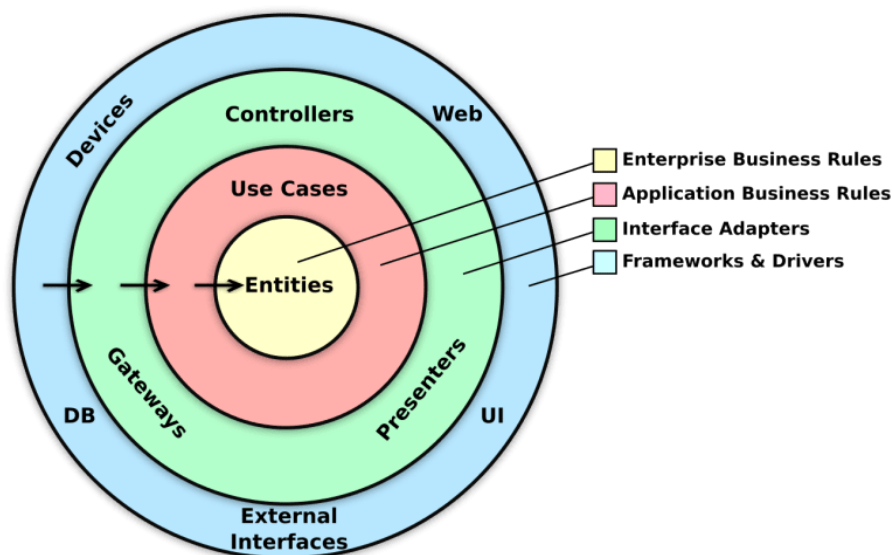 Devices
Controllers
Web
Use Cases
Entities
Gateways
Presenters
DB
UI
External
Interfaces
Enterprise Business Rules
Application Business Rules
Interface Adapters
Frameworks & Drivers